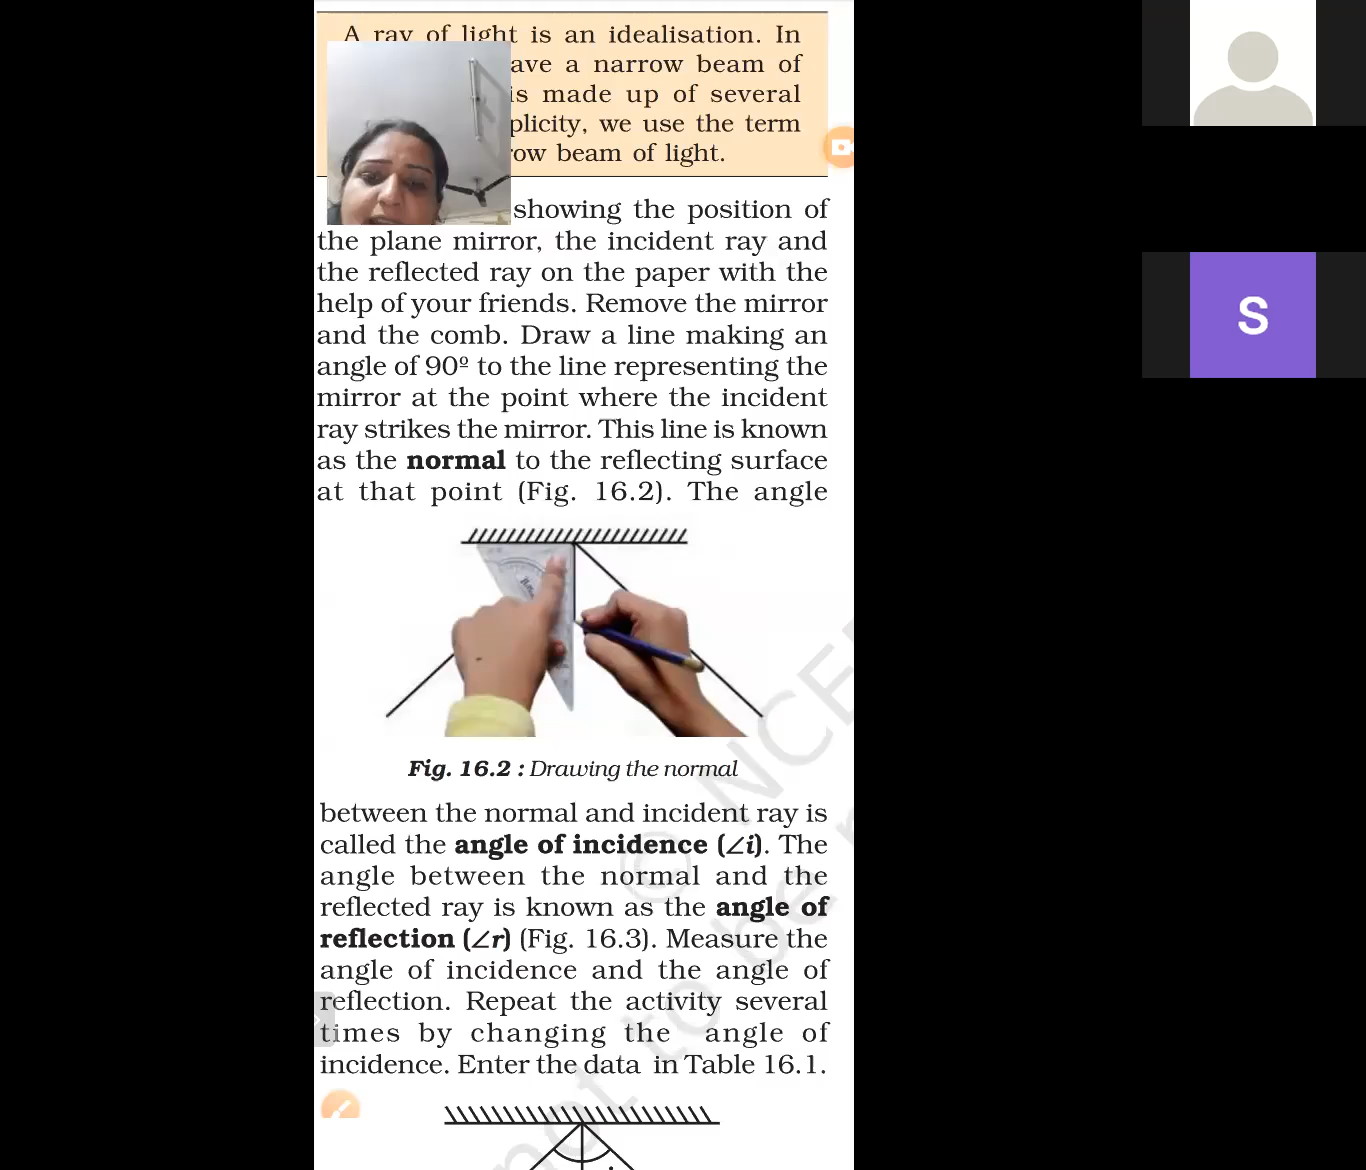 A ray of light is an idealisation. In
ave a narrow beam of
is made up of several
plicity, we use the term
ow beam of light.
showing the position of
the plane mirror, the incident ray and
the reflected ray on the paper with the
help of your friends. Remove the mirror
and the comb. Draw a line making an
angle of 90º to the line representing the
mirror at the point where the incident
ray strikes the mirror. This line is known
as the normal to the reflecting surface
at that point (Fig. 16.2). The angle
Fig. 16.2 : Drawing the normal
between the normal and incident ray is
called the angle of incidence (∠i). The
angle between the normal and the
reflected ray is known as the angle of
reflection (∠r) (Fig. 16.3). Measure the
angle of incidence and the angle of
reflection. Repeat the activity several
times by changing the angle of
incidence. Enter the data in Table 16.1.
© NCE
not to be
S